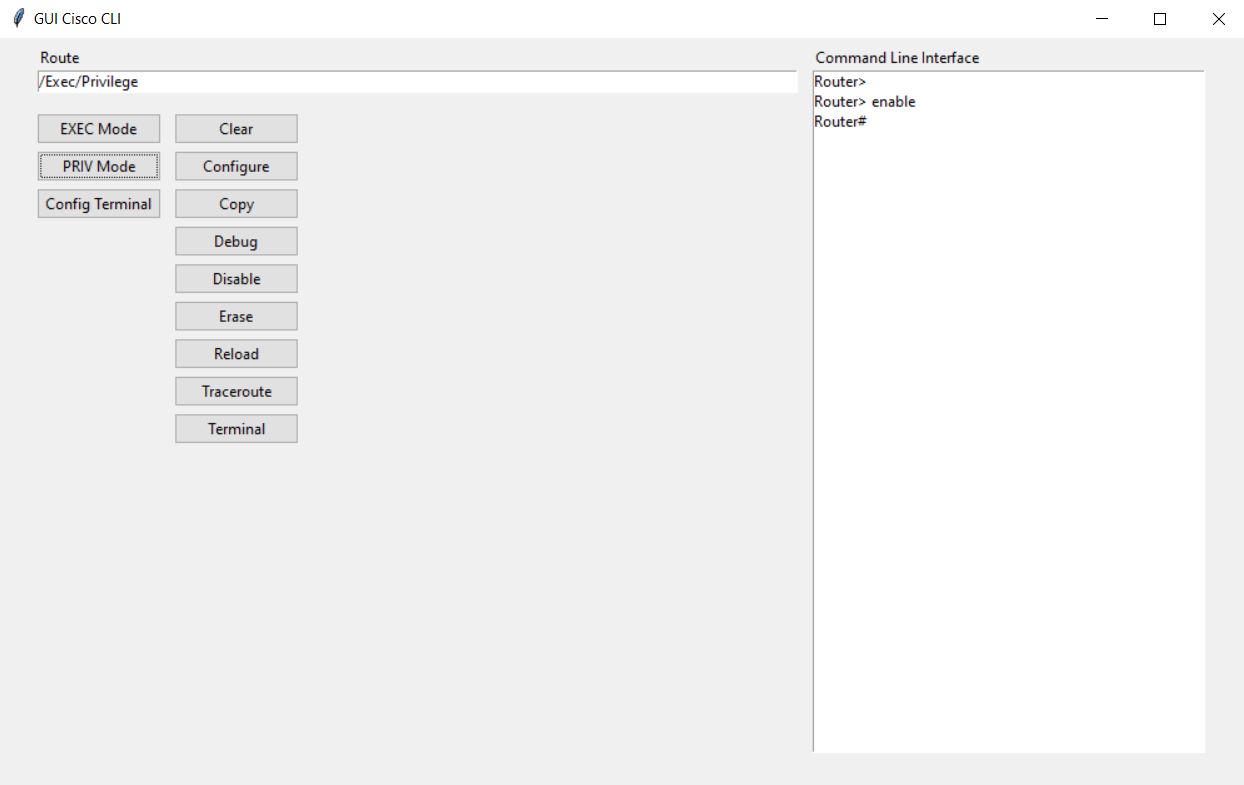 GUI Cisco CLI
Route
/Exec/Privilege
EXEC Mode
PRIV Mode
Config Terminal
Clear
Configure
Copy
Debug
Disable
Erase
Reload
Traceroute
Terminal
Command Line Interface
Router>
Router> enable
Router#